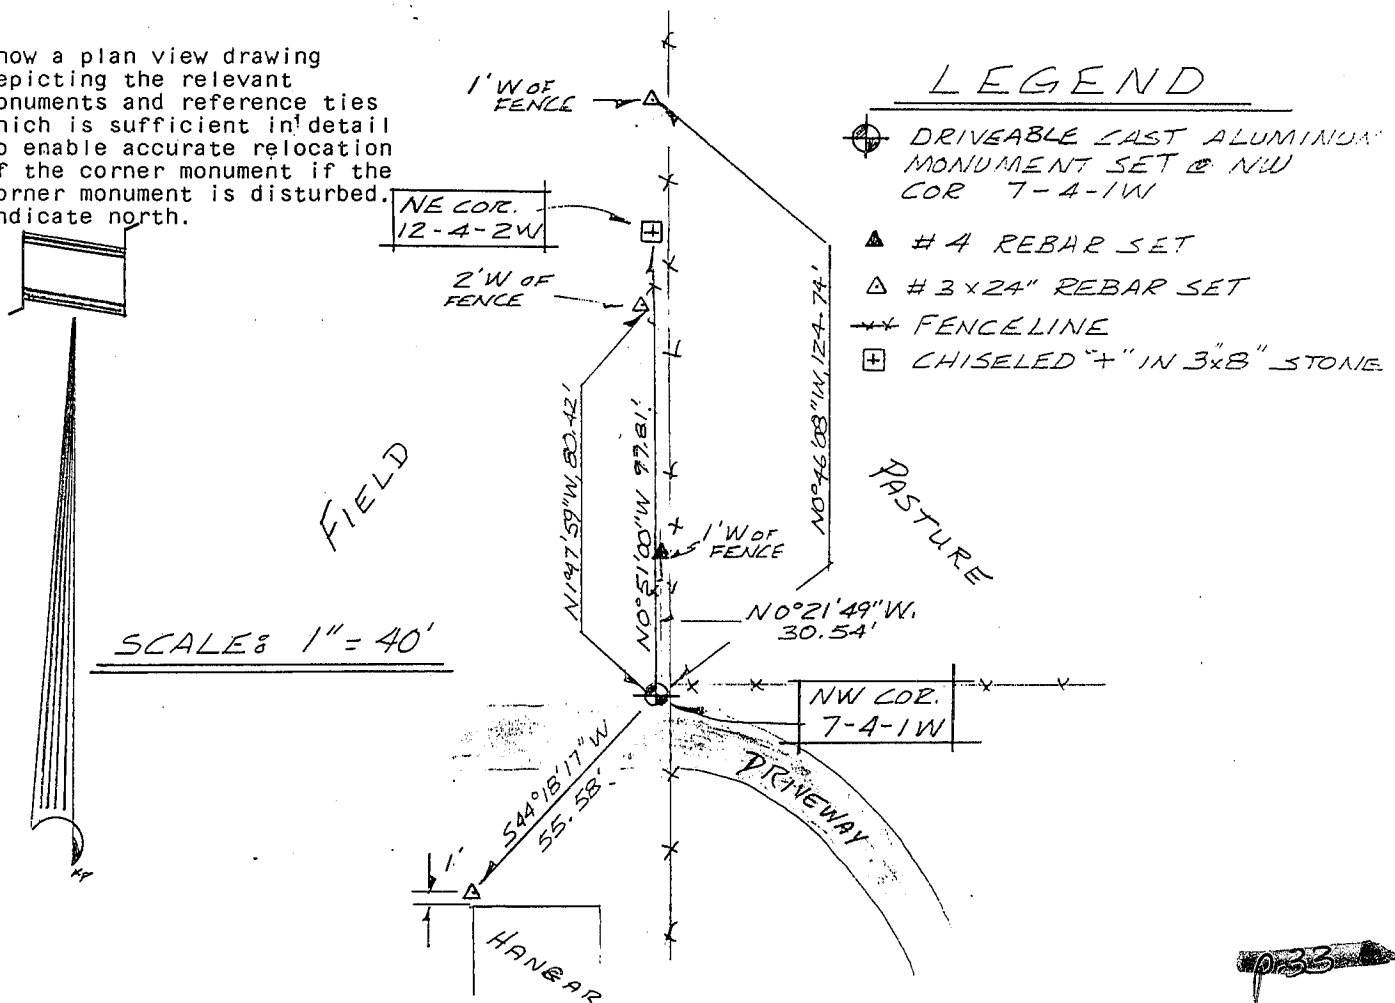 how a plan view drawing
epicting the relevant
onuments and reference ties
hich is sufficient in detail
o enable accurate relocation
f the corner monument if the
orner monument is disturbed.
ndicate north.
1' W OF
FENCE
NE COR.
12-4-2W
2' W OF
FENCE
LEGEND
DRIVEABLE CAST ALUMINUM
MONUMENT SET @ NW
COR 7-4-1W
#4 REBAR SET
#3 x 24" REBAR SET
FENCELINE
CHISELED "+" IN 3"x8" STONE
FIELD
PASTURE
N1°47'59"W, 80.42'
N0°51'00"W 97.81'
N0°46'08"W, 124.74'
1' W OF
FENCE
N0°21'49"W,
30.54'
SCALE: 1" = 40'
NW COR.
7-4-1W
S44°18'17"W
55.58'
DRIVEWAY
1'
HANGAR
p.33